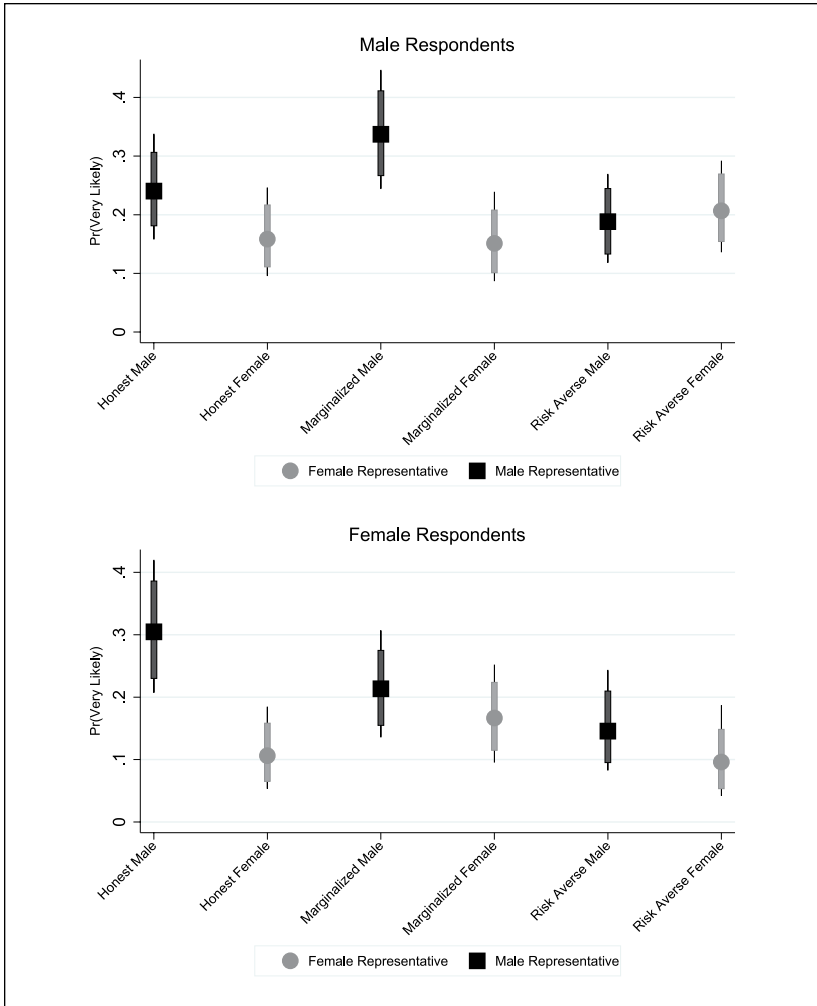 Male Respondents
Pr(Very Likely)
.4
.3
.2
.1
0
Honest Male
Honest Female
Marginalized Male
Marginalized Female
Risk Averse Male
Risk Averse Female
Female Representative Male Representative
Female Respondents
Pr(Very Likely)
.4
.3
.2
.1
0
Honest Male
Honest Female
Marginalized Male
Marginalized Female
Risk Averse Male
Risk Averse Female
Female Representative Male Representative